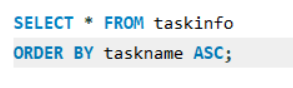 SELECT * FROM taskinfo
ORDER BY taskname ASC;